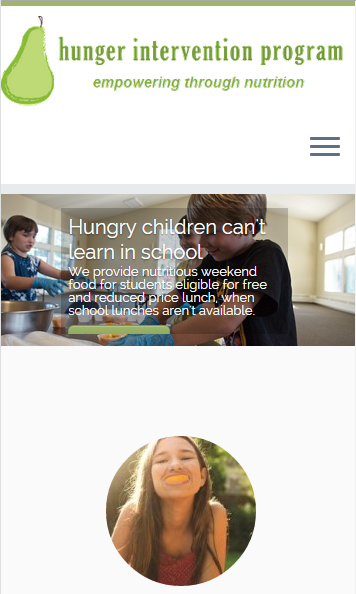 hunger intervention program
empowering through nutrition
Hungry children can't
learn in school
We provide nutritious weekend
food for students eligible for free
and reduced price lunch, when
school lunches aren't available.